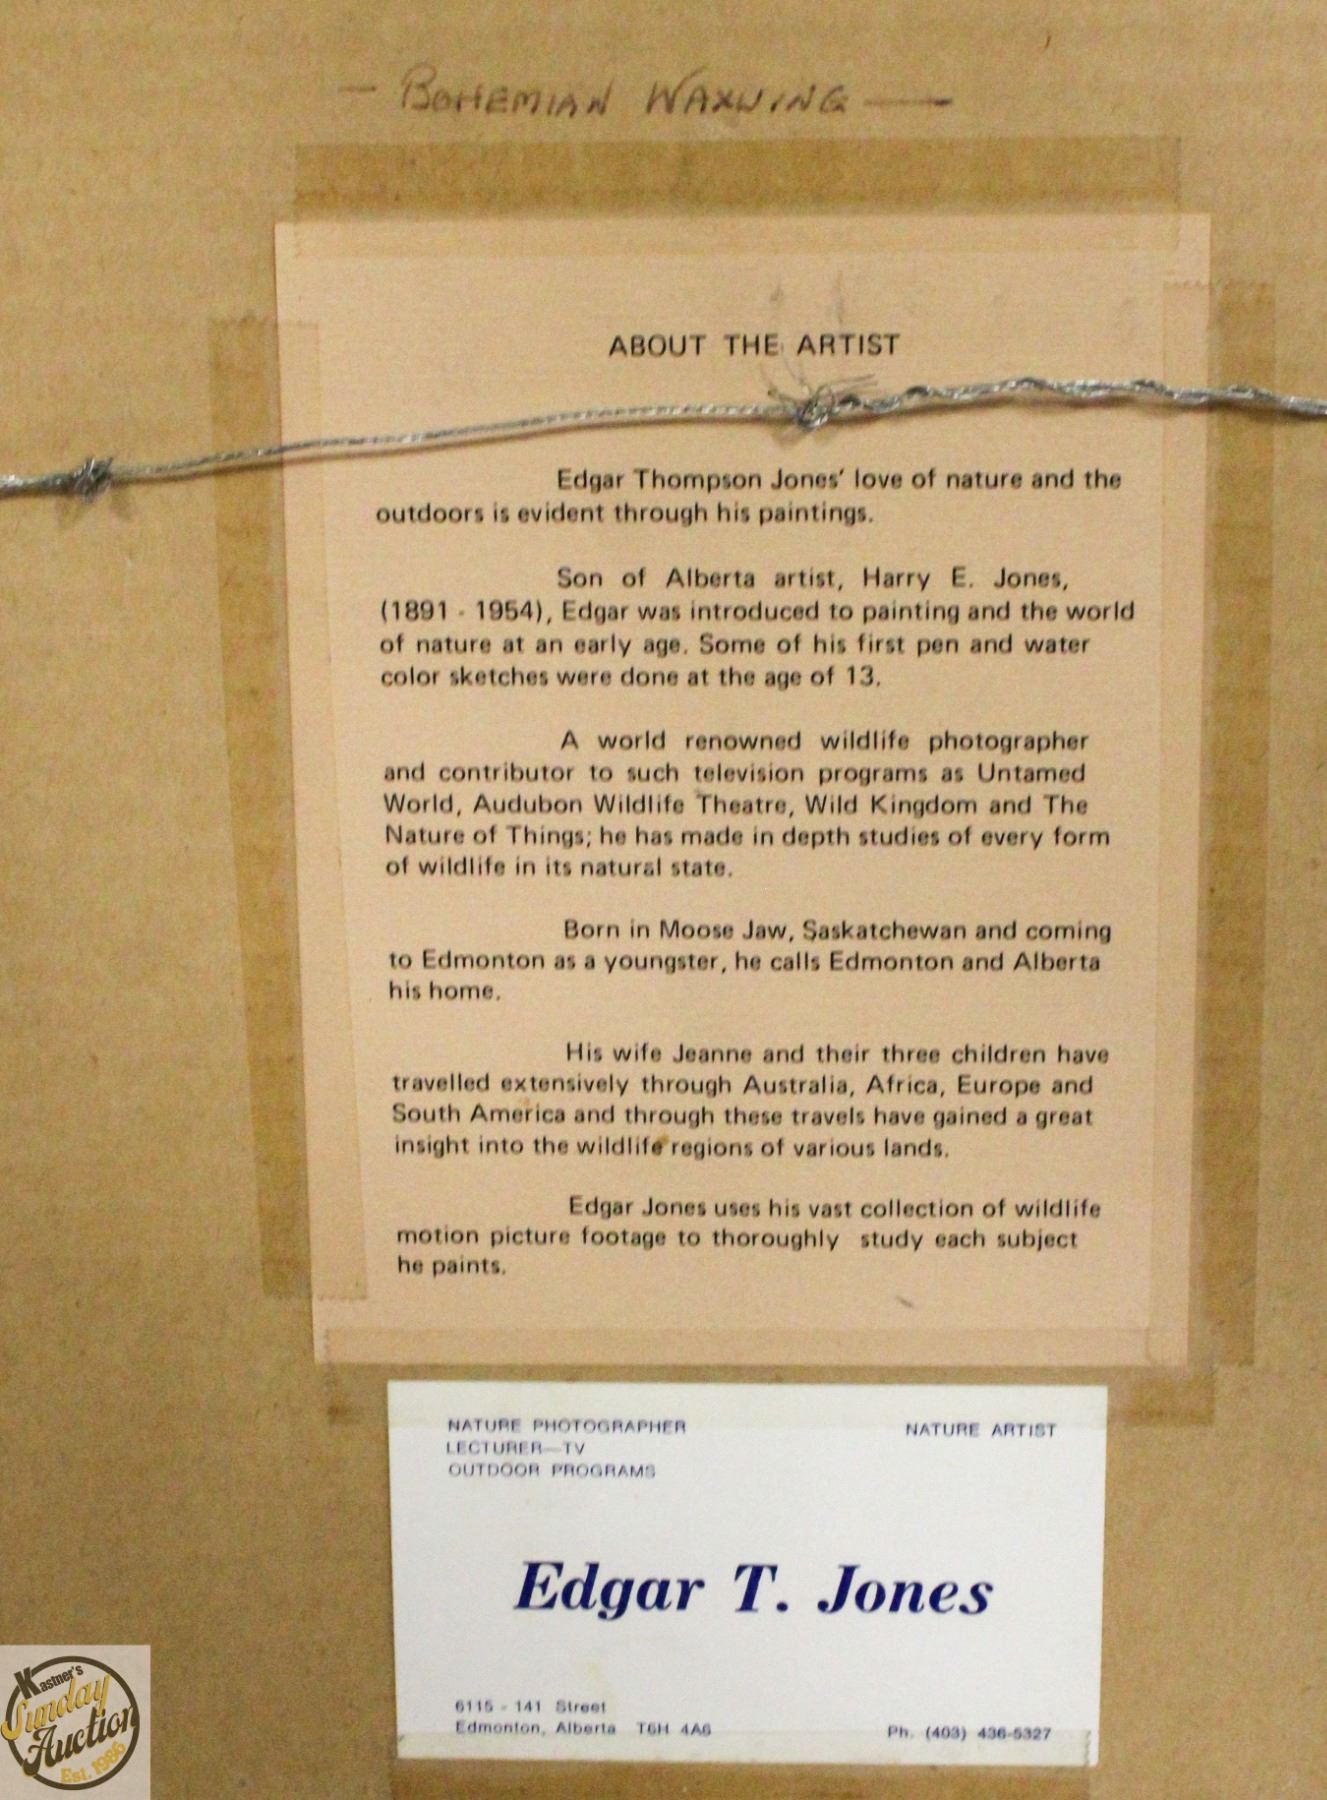 — BOHEMIAN WAXWING —
ABOUT THE ARTIST
Edgar Thompson Jones' love of nature and the
outdoors is evident through his paintings.
Son of Alberta artist, Harry E. Jones,
(1891 - 1954), Edgar was introduced to painting and the world
of nature at an early age. Some of his first pen and water
color sketches were done at the age of 13.
A world renowned wildlife photographer
and contributor to such television programs as Untamed
World, Audubon Wildlife Theatre, Wild Kingdom and The
Nature of Things; he has made in depth studies of every form
of wildlife in its natural state.
Born in Moose Jaw, Saskatchewan and coming
to Edmonton as a youngster, he calls Edmonton and Alberta
his home.
His wife Jeanne and their three children have
travelled extensively through Australia, Africa, Europe and
South America and through these travels have gained a great
insight into the wildlife regions of various lands.
Edgar Jones uses his vast collection of wildlife
motion picture footage to thoroughly study each subject
he paints.
NATURE PHOTOGRAPHER
LECTURER—TV
OUTDOOR PROGRAMS
NATURE ARTIST
Edgar T. Jones
6115 - 141 Street
Edmonton, Alberta T6H 4A6
Ph. (403) 436-5327
Kastner's
Sunday
Auction
Est. 1986